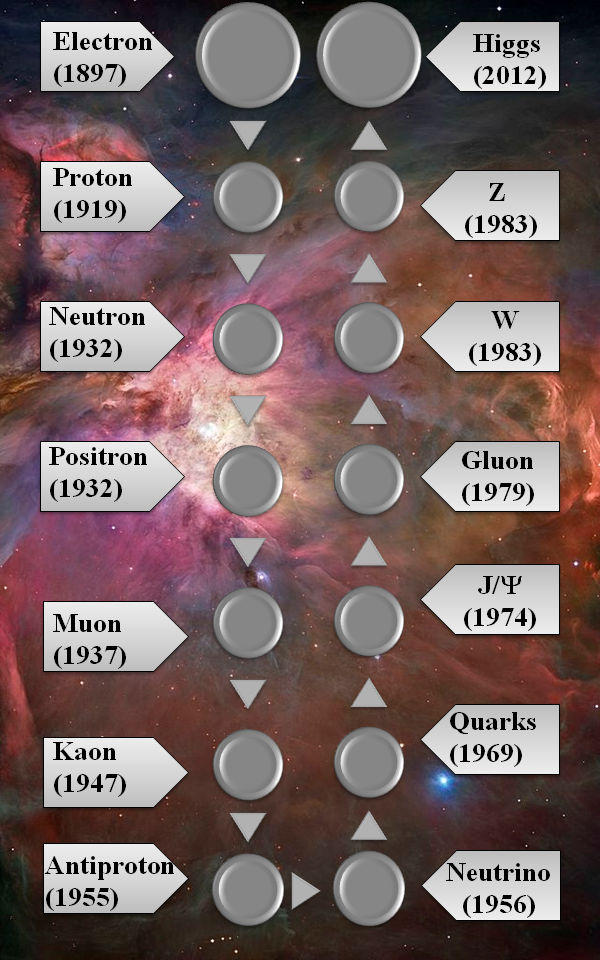 Electron
(1897)
Proton
(1919)
Neutron
(1932)
Positron
(1932)
Muon
(1937)
Kaon
(1947)
Antiproton
(1955)
Neutrino
(1956)
Quarks
(1969)
J/Ψ
(1974)
Gluon
(1979)
W
(1983)
Z
(1983)
Higgs
(2012)